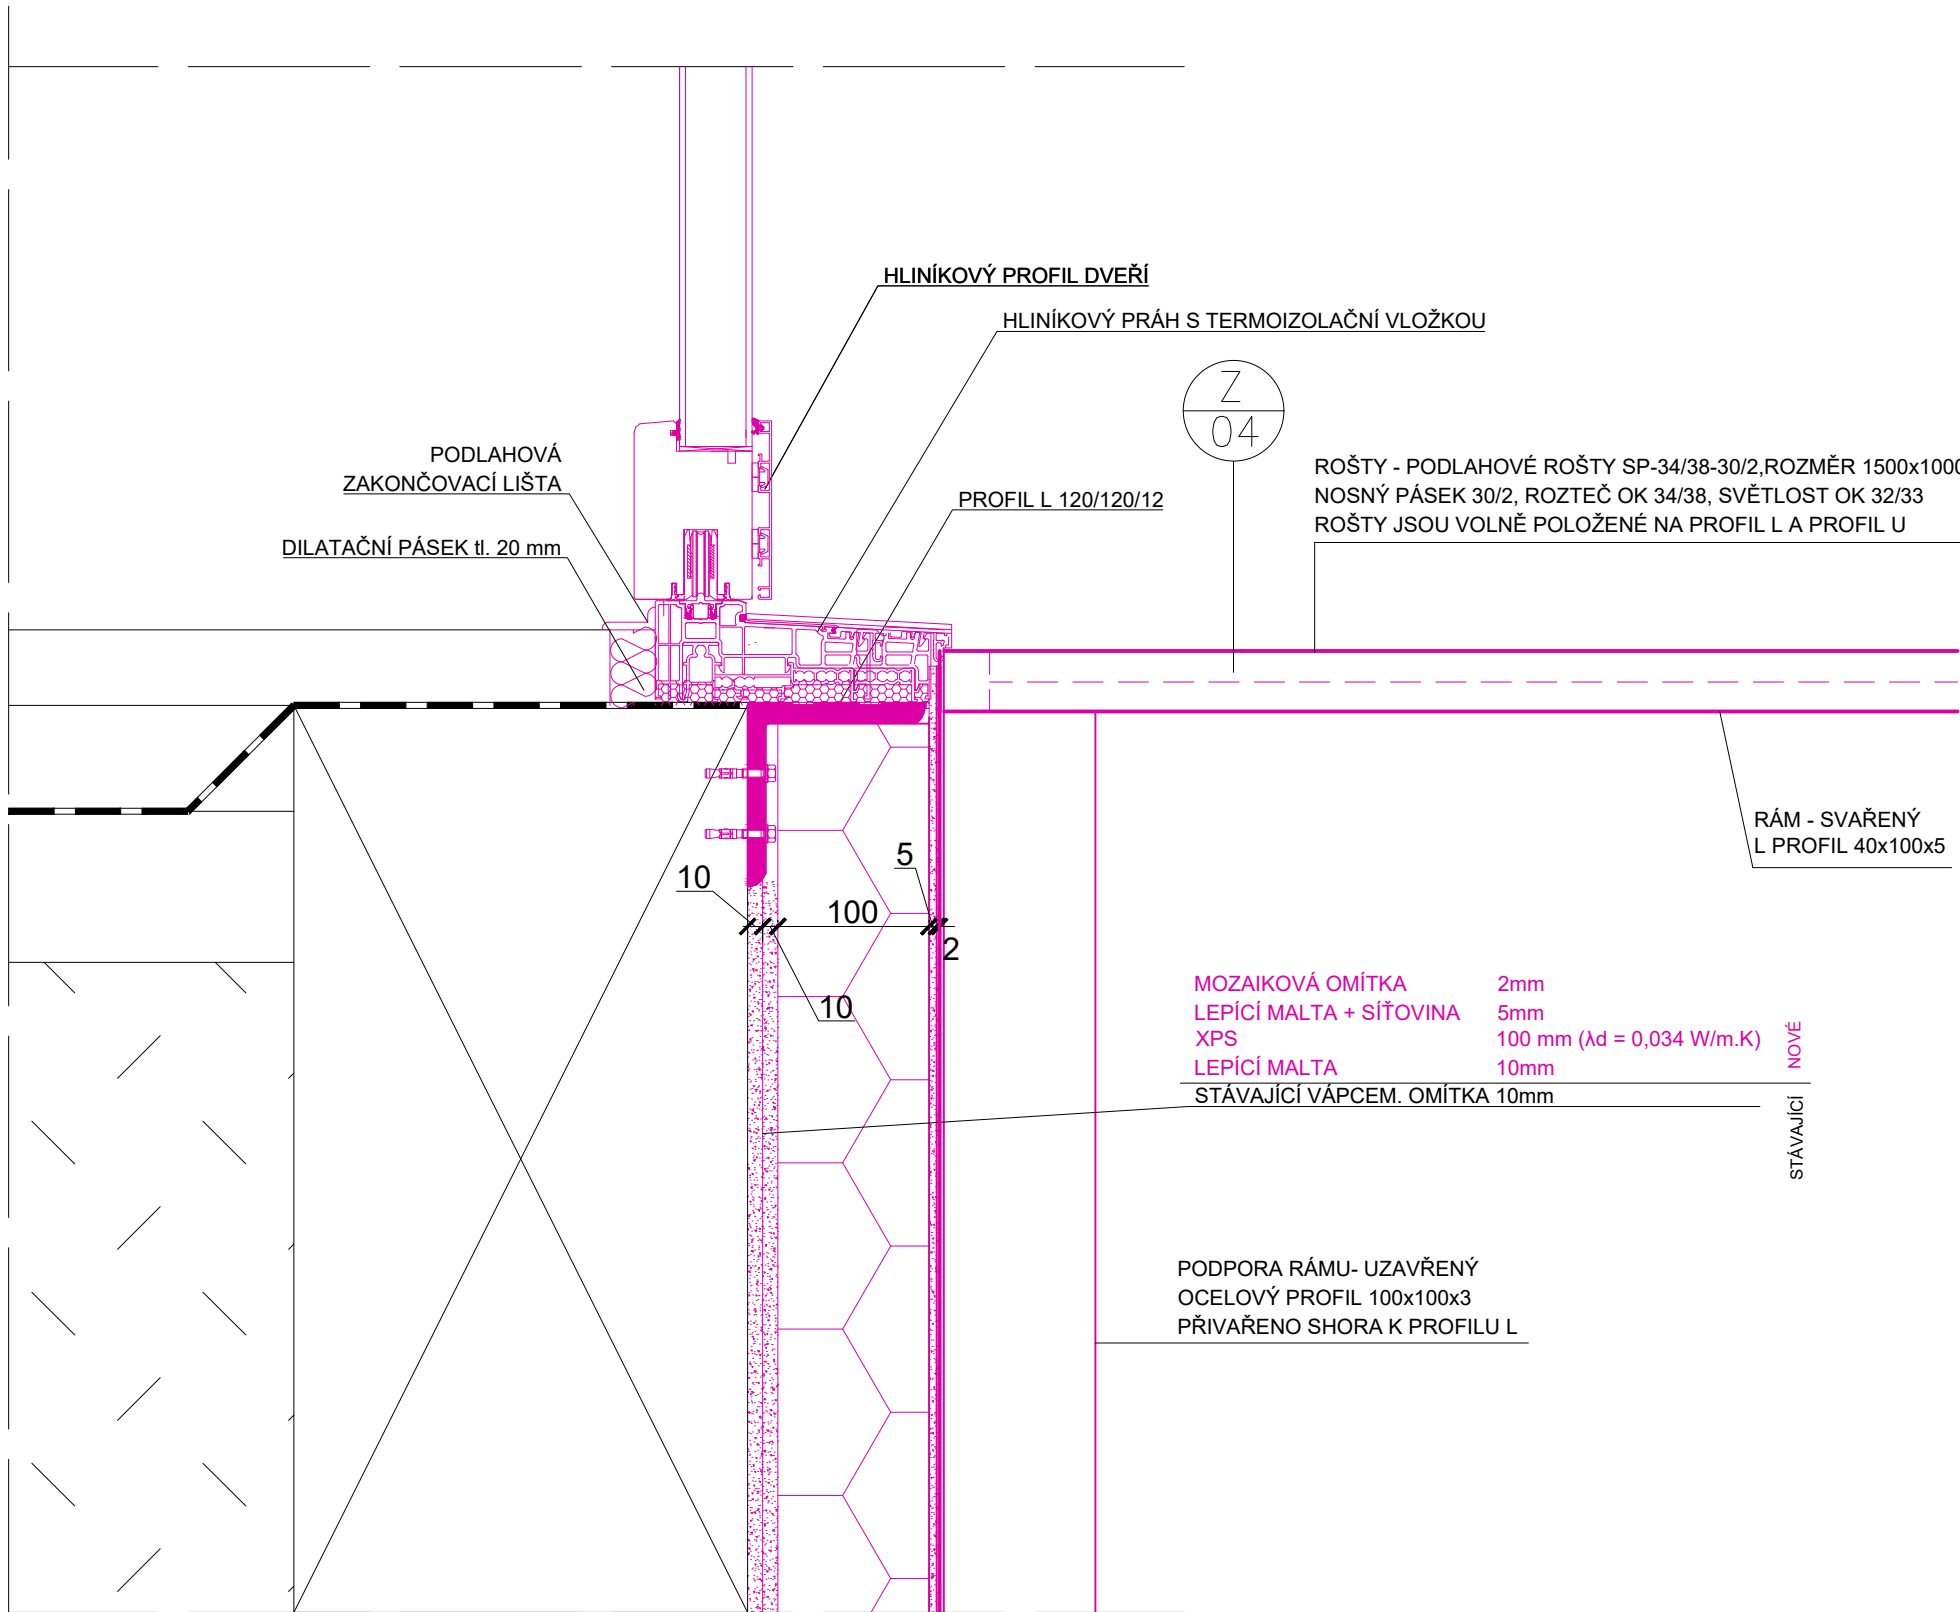 HLINÍKOVÝ PROFIL DVEŘÍ
HLINÍKOVÝ PRÁH S TERMOIZOLAČNÍ VLOŽKOU
Z
04
PODLAHOVÁ
ZAKONČOVACÍ LIŠTA
PROFIL L 120/120/12
ROŠTY - PODLAHOVÉ ROŠTY SP-34/38-30/2,ROZMĚR 1500x1000
NOSNÝ PÁSEK 30/2, ROZTEČ OK 34/38, SVĚTLOST OK 32/33
ROŠTY JSOU VOLNĚ POLOŽENÉ NA PROFIL L A PROFIL U
DILATAČNÍ PÁSEK tl. 20 mm
RÁM - SVAŘENÝ
L PROFIL 40x100x5
10
100
5
2
10
MOZAIKOVÁ OMÍTKA 2mm
LEPÍCÍ MALTA + SÍŤOVINA 5mm
XPS 100 mm (λd = 0,034 W/m.K)
LEPÍCÍ MALTA 10mm
NOVÉ
STÁVAJÍCÍ VÁPCEM. OMÍTKA 10mm
STÁVAJÍCÍ
PODPORA RÁMU- UZAVŘENÝ
OCELOVÝ PROFIL 100x100x3
PŘIVAŘENO SHORA K PROFILU L